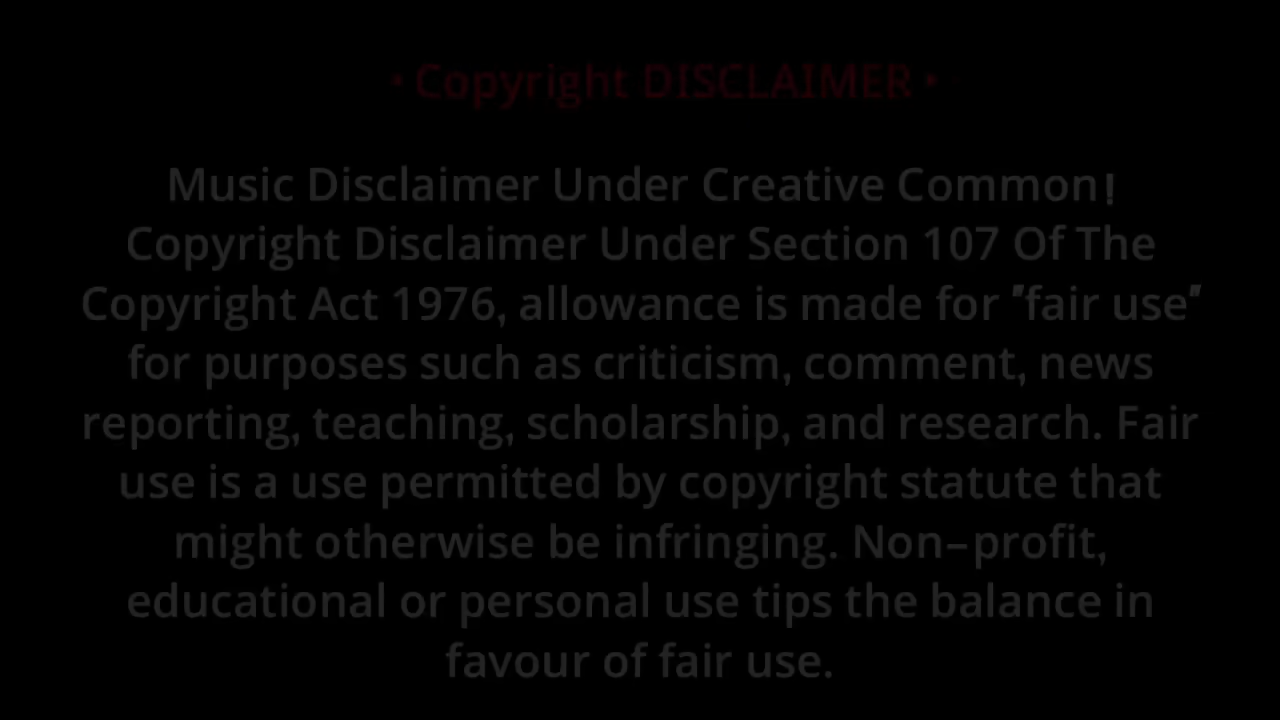 • Copyright DISCLAIMER •
Music Disclaimer Under Creative Common!
Copyright Disclaimer Under Section 107 Of The
Copyright Act 1976, allowance is made for "fair use"
for purposes such as criticism, comment, news
reporting, teaching, scholarship, and research. Fair
use is a use permitted by copyright statute that
might otherwise be infringing. Non-profit,
educational or personal use tips the balance in
favour of fair use.